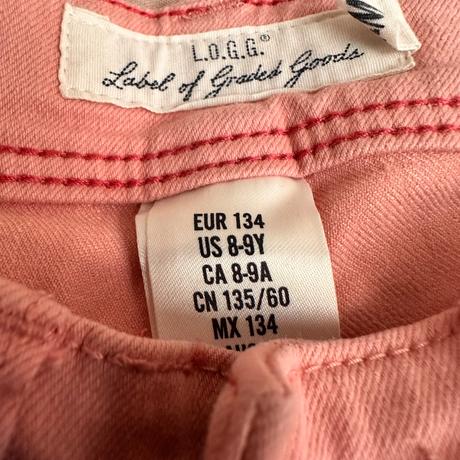 L.O.G.G.®
Label of Graded Goods
EUR 134
US 8-9Y
CA 8-9A
CN 135/60
MX 134